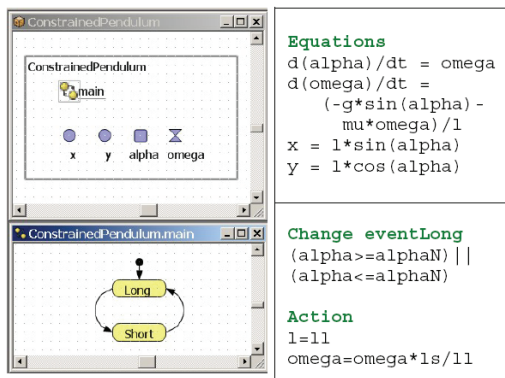 ConstrainedPendulum
ConstrainedPendulum
main
x y alpha omega
ConstrainedPendulum.main
Long
Short
Equations
d(alpha)/dt = omega
d(omega)/dt =
(-g*sin(alpha)-
mu*omega)/l
x = l*sin(alpha)
y = l*cos(alpha)
Change eventLong
(alpha>=alphaN)||
(alpha<=alphaN)
Action
l=ll
omega=omega*ls/ll